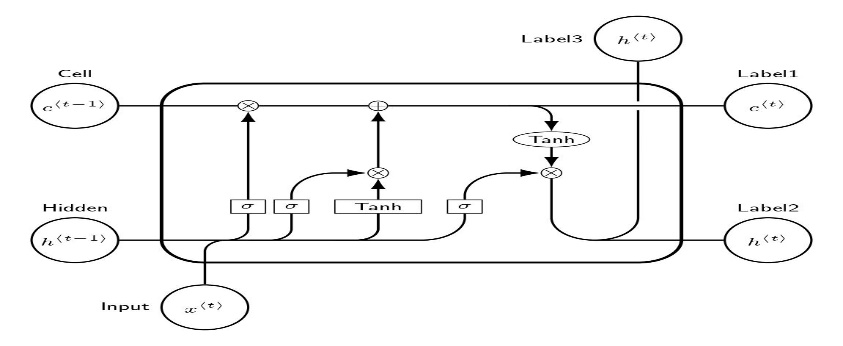 Label3 h⟨t⟩
Cell Label1
c⟨t−1⟩ × + c⟨t⟩
Tanh
× ×
Hidden σ σ Tanh σ Label2
h⟨t−1⟩ h⟨t⟩
Input x⟨t⟩